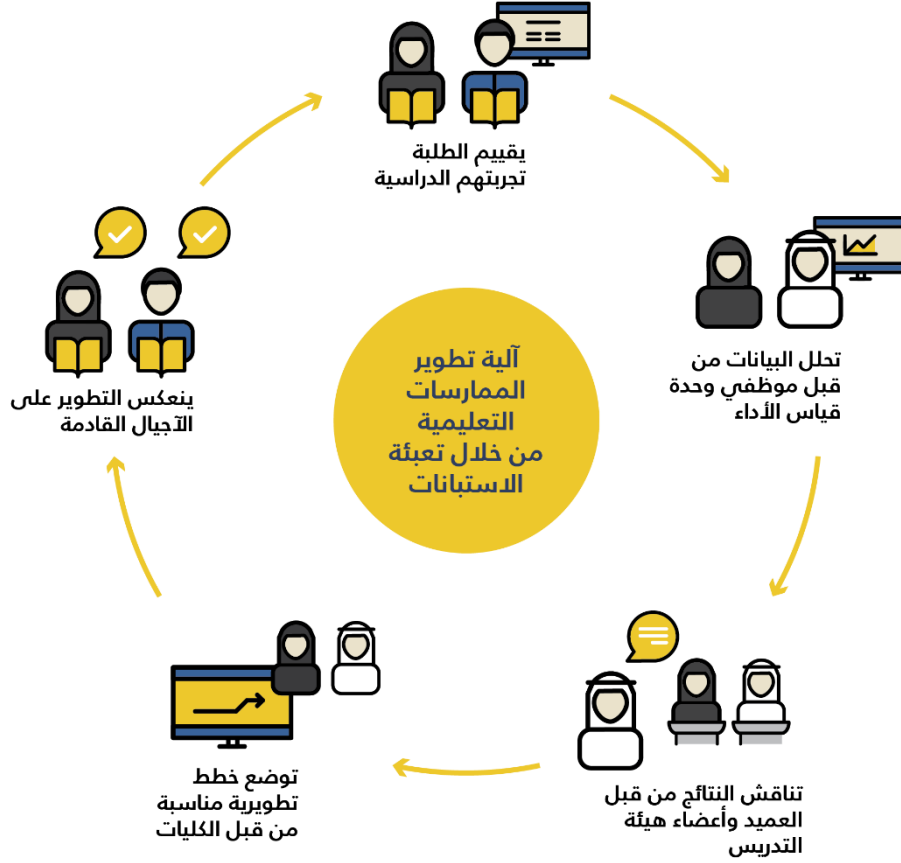 يقييم الطلبة
تجربتهم الدراسية
تحلل البيانات من
قبل موظفي وحدة
قياس الأداء
تناقش النتائج من قبل
العميد وأعضاء هيئة
التدريس
توضع خطط
تطويرية مناسبة
من قبل الكليات
ينعكس التطوير على
الآجيال القادمة
آلية تطوير
الممارسات
التعليمية
من خلال تعبئة
الاستبانات